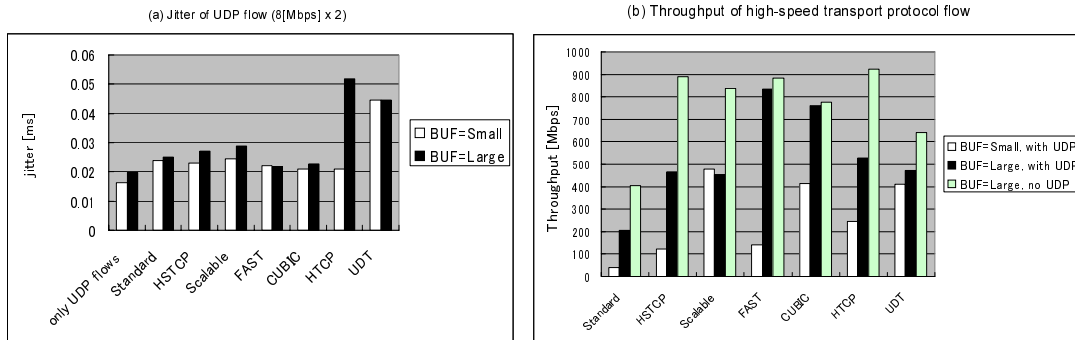 (a) Jitter of UDP flow (8[Mbps] x 2)
0.06
0.05
0.04
0.03
0.02
0.01
0
jitter [ms]
only UDP flows
Standard
HSTCP
Scalable
FAST
CUBIC
HTCP
UDT
BUF=Small
BUF=Large
(b) Throughput of high-speed transport protocol flow
1000
900
800
700
600
500
400
300
200
100
0
Throughput [Mbps]
Standard
HSTCP
Scalable
FAST
CUBIC
HTCP
UDT
BUF=Small, with UDP
BUF=Large, with UDP
BUF=Large, no UDP